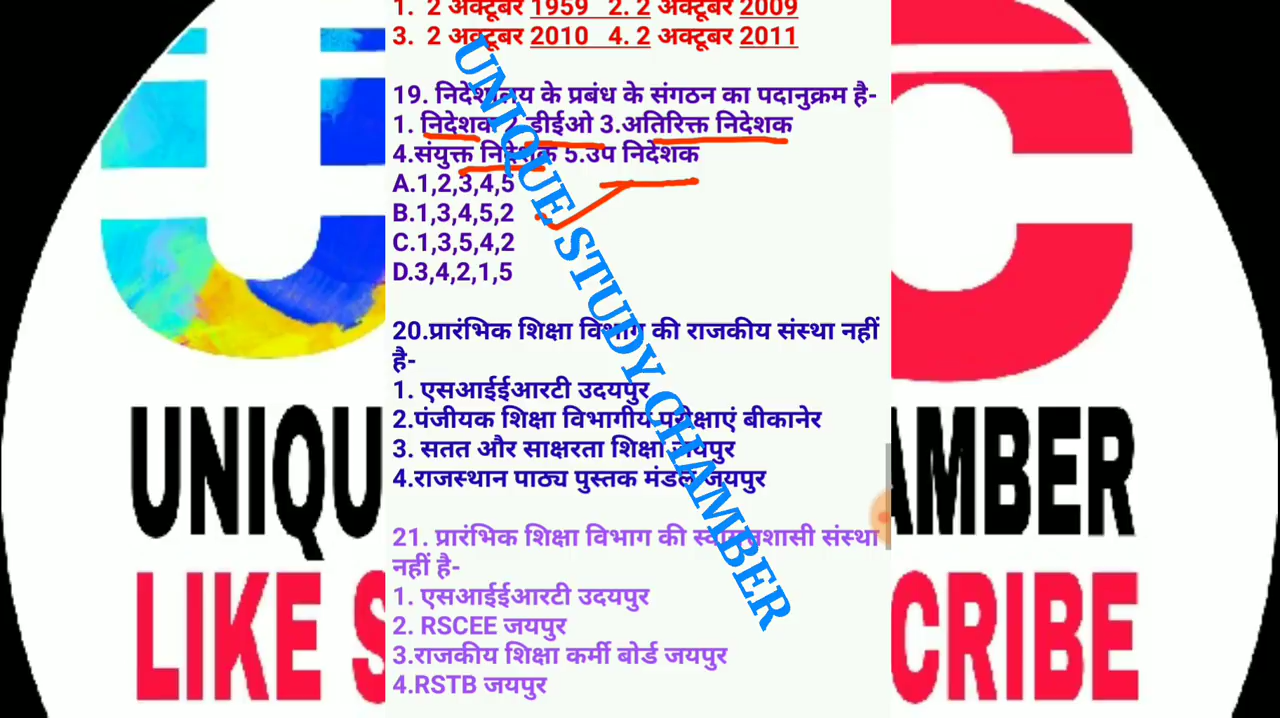 1. 2 अक्टूबर 1959 2. 2 अक्टूबर 2009
3. 2 अक्टूबर 2010 4. 2 अक्टूबर 2011
19. निदेशालय के प्रबंध के संगठन का पदानुक्रम है-
1. निदेशक 2.डीईओ 3.अतिरिक्त निदेशक
4.संयुक्त निदेशक 5.उप निदेशक
A.1,2,3,4,5
B.1,3,4,5,2
C.1,3,5,4,2
D.3,4,2,1,5
20.प्रारंभिक शिक्षा विभाग की राजकीय संस्था नहीं
है-
1. एसआईईआरटी उदयपुर
2.पंजीयक शिक्षा विभागीय परीक्षाएं बीकानेर
3. सतत और साक्षरता शिक्षा जयपुर
4.राजस्थान पाठ्य पुस्तक मंडल जयपुर
21. प्रारंभिक शिक्षा विभाग की स्वायत्तशासी संस्था
नहीं है-
1. एसआईईआरटी उदयपुर
2. RSCEE जयपुर
3.राजकीय शिक्षा कर्मी बोर्ड जयपुर
4.RSTB जयपुर
UNIQUE STUDY CHAMBER
U C
UNIQU AMBER
LIKE S CRIBE